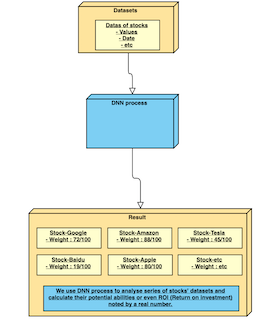 Datasets
Datas of stocks
- Values
- Date
- etc
DNN process
Result
Stock-Google
- Weight : 72/100
Stock-Amazon
- Weight : 88/100
Stock-Tesla
- Weight : 45/100
Stock-Baidu
- Weight : 19/100
Stock-Apple
- Weight : 80/100
Stock-etc
- Weight : etc
We use DNN process to analyse series of stocks' datasets and
calculate their potential abilities or even ROI (Return on investment)
noted by a real number.